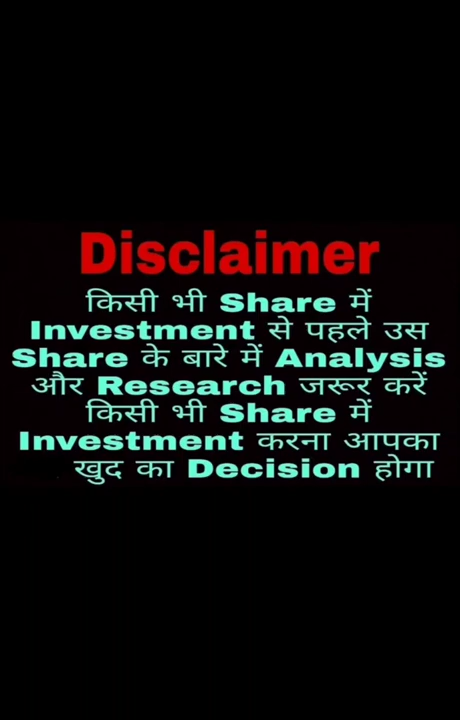 Disclaimer
किसी भी Share में
Investment से पहले उस
Share के बारे में Analysis
और Research जरूर करें
किसी भी Share में
Investment करना आपका
खुद का Decision होगा